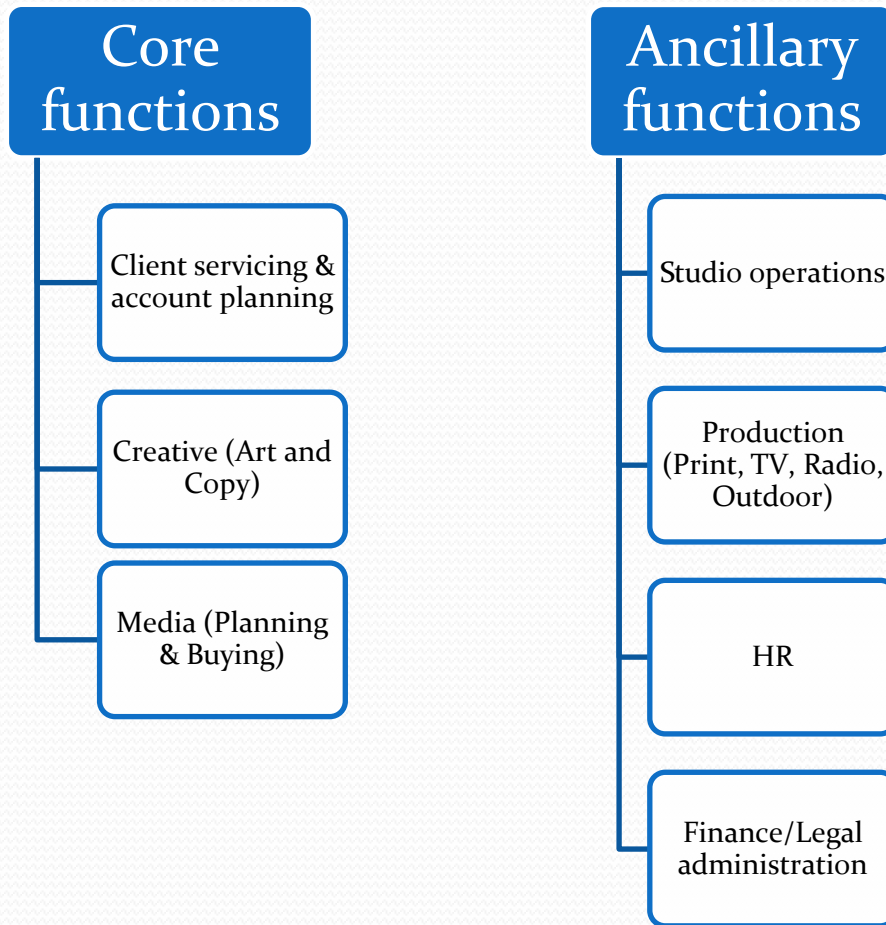 Core
functions
Client servicing &
account planning
Creative (Art and
Copy)
Media (Planning
& Buying)
Ancillary
functions
Studio operations
Production
(Print, TV, Radio,
Outdoor)
HR
Finance/Legal
administration